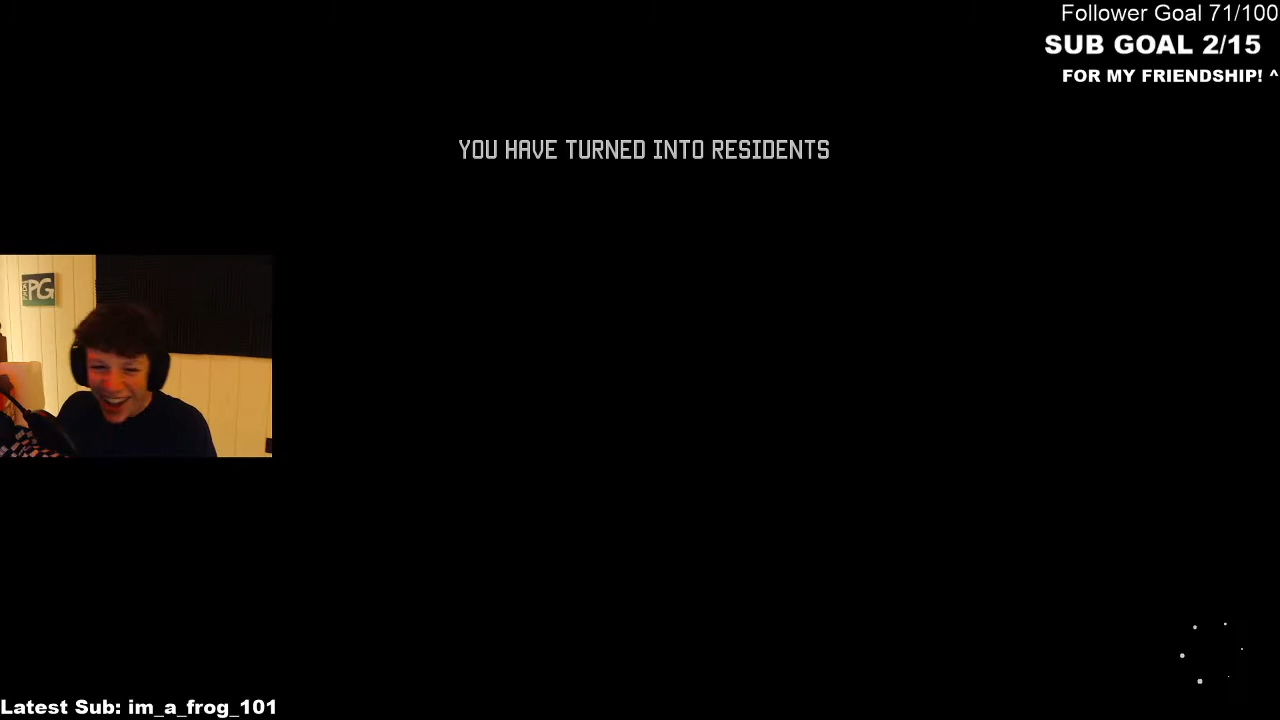 Follower Goal 71/100
SUB GOAL 2/15
FOR MY FRIENDSHIP! ^
YOU HAVE TURNED INTO RESIDENTS
PG
Latest Sub: im_a_frog_101